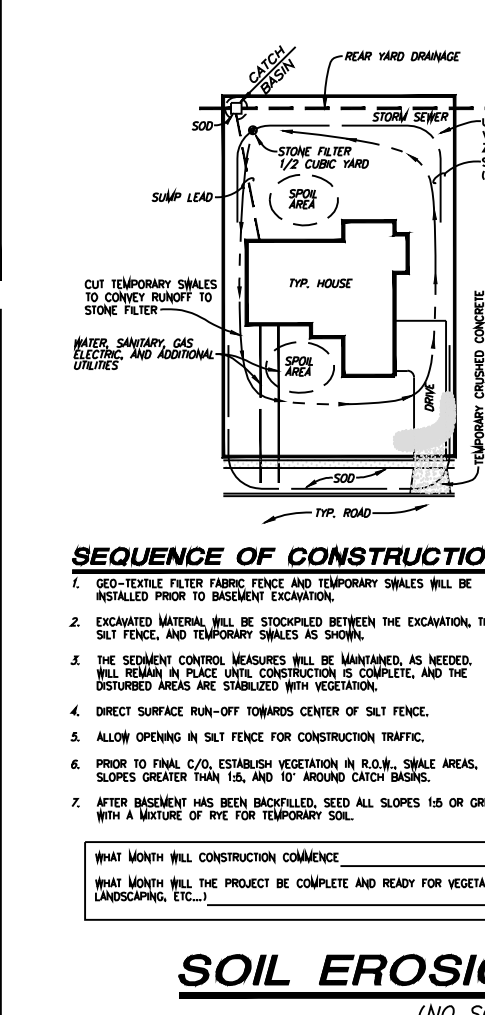 CATCH
BASIN
REAR YARD DRAINAGE
STORM SEWER
SOD
STONE FILTER
1/2 CUBIC YARD
SUMP LEAD
SPOIL
AREA
TYP. HOUSE
CUT TEMPORARY SWALES
TO CONVEY RUNOFF TO
STONE FILTER
WATER, SANITARY, GAS
ELECTRIC, AND ADDITIONAL
UTILITIES
SPOIL
AREA
DRIVE
TEMPORARY CRUSHED CONCRETE
SOD
TYP. ROAD
SEQUENCE OF CONSTRUCTIO
1. GEO-TEXTILE FILTER FABRIC FENCE AND TEMPORARY SWALES WILL BE
INSTALLED PRIOR TO BASEMENT EXCAVATION.
2. EXCAVATED MATERIAL WILL BE STOCKPILED BETWEEN THE EXCAVATION, T
SILT FENCE, AND TEMPORARY SWALES AS SHOWN.
3. THE SEDIMENT CONTROL MEASURES WILL BE MAINTAINED, AS NEEDED.
WILL REMAIN IN PLACE UNTIL CONSTRUCTION IS COMPLETE, AND THE
DISTURBED AREAS ARE STABILIZED WITH VEGETATION.
4. DIRECT SURFACE RUN-OFF TOWARDS CENTER OF SILT FENCE.
5. ALLOW OPENING IN SILT FENCE FOR CONSTRUCTION TRAFFIC.
6. PRIOR TO FINAL C/O, ESTABLISH VEGETATION IN R.O.W., SWALE AREAS,
SLOPES GREATER THAN 1:6, AND 10' AROUND CATCH BASINS.
7. AFTER BASEMENT HAS BEEN BACKFILLED, SEED ALL SLOPES 1:6 OR GR
WITH A MIXTURE OF RYE FOR TEMPORARY SOIL.
WHAT MONTH WILL CONSTRUCTION COMMENCE
WHAT MONTH WILL THE PROJECT BE COMPLETE AND READY FOR VEGETA
LANDSCAPING, ETC...)
SOIL EROSI
(NO S